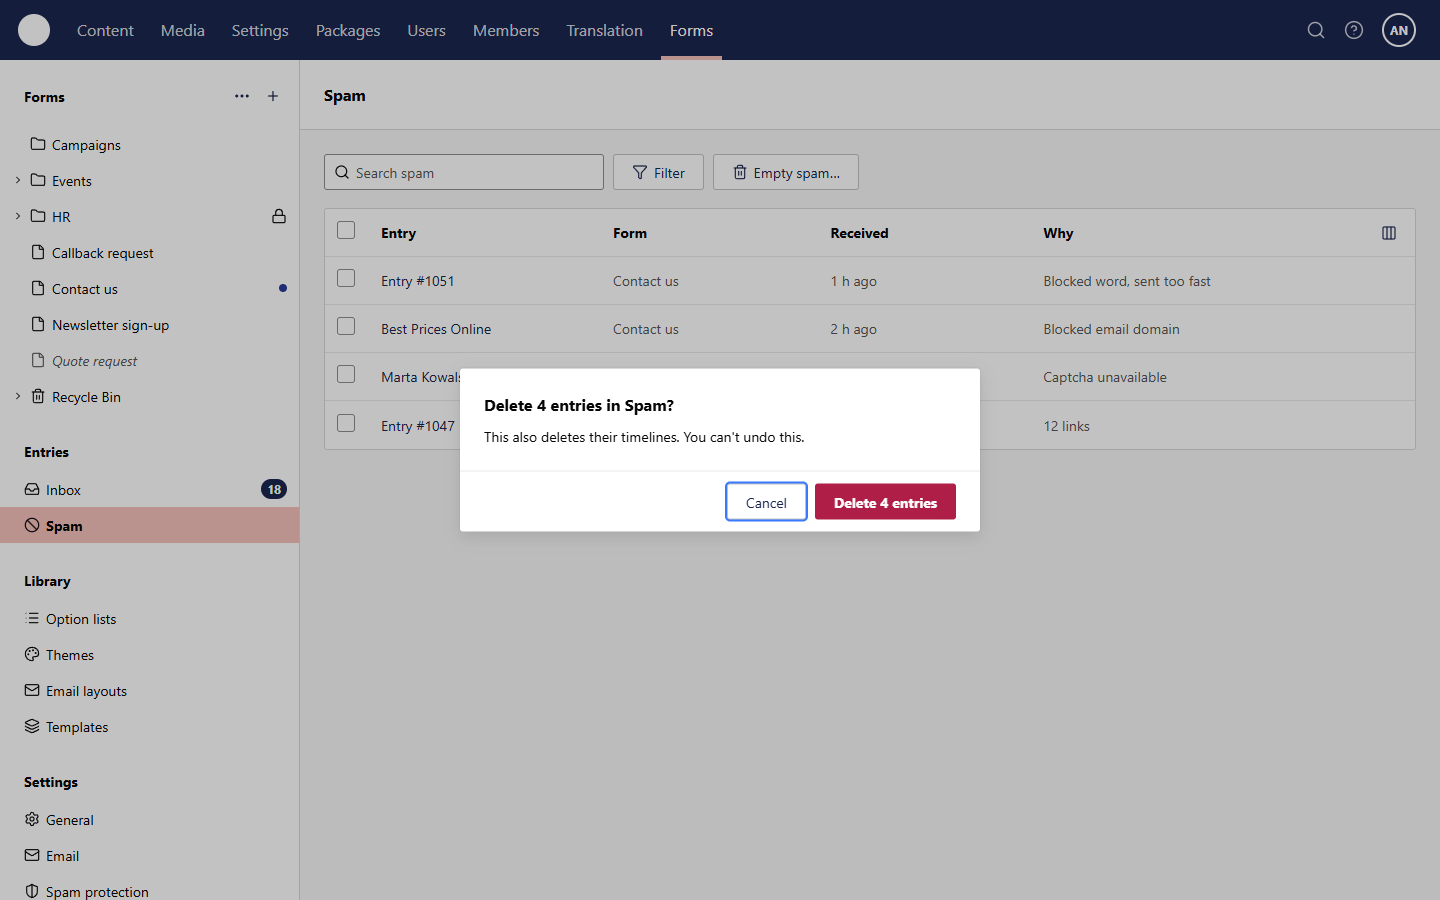 Content Media Settings Packages Users Members Translation Forms AN
Forms
Campaigns
Events
HR
Callback request
Contact us
Newsletter sign-up
Quote request
Recycle Bin
Entries
Inbox 18
Spam
Library
Option lists
Themes
Email layouts
Templates
Settings
General
Email
Spam protection
Spam
Search spam Filter Empty spam...
Entry Form Received Why
Entry #1051 Contact us 1 h ago Blocked word, sent too fast
Best Prices Online Contact us 2 h ago Blocked email domain
Marta Captcha unavailable
Entry #1047 12 links
Delete 4 entries in Spam?
This also deletes their timelines. You can't undo this.
Cancel Delete 4 entries